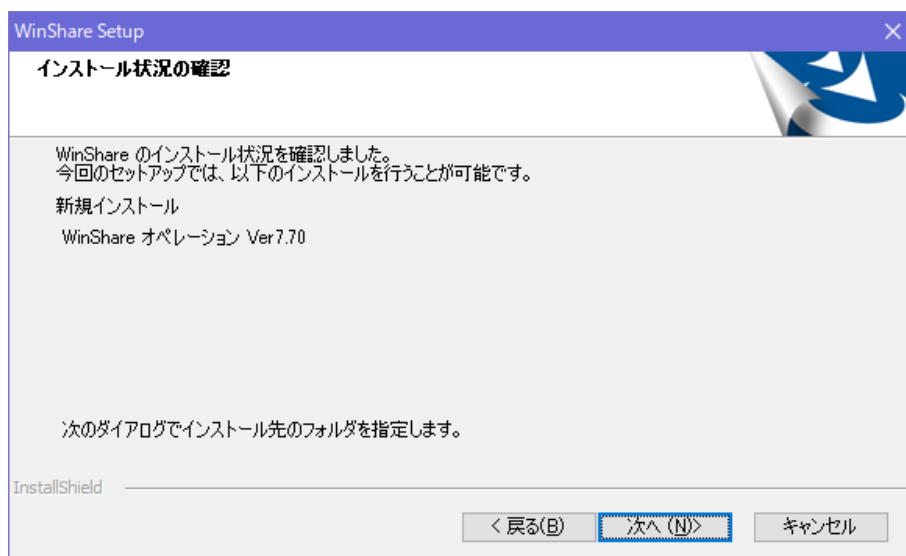 WinShare Setup
インストール状況の確認
WinShare のインストール状況を確認しました。
今回のセットアップでは、以下のインストールを行うことが可能です。
新規インストール
WinShare オペレーション Ver7.70
次のダイアログでインストール先のフォルダを指定します。
InstallShield
< 戻る(B)
次へ (N)>
キャンセル